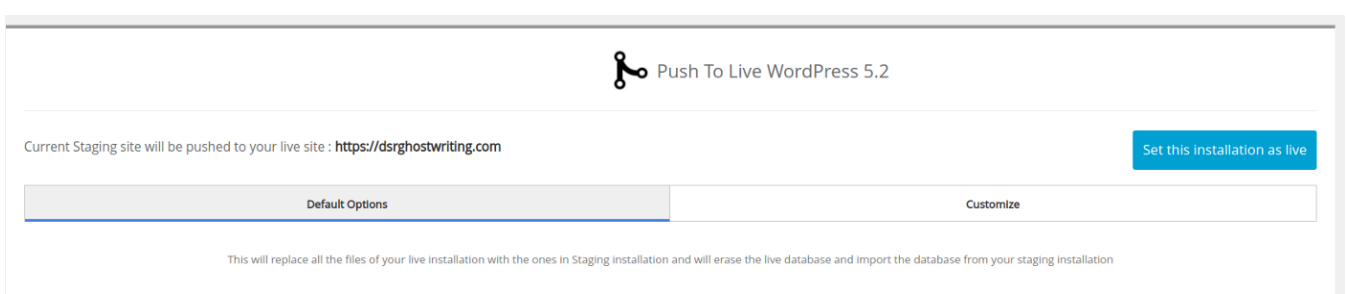 Push To Live WordPress 5.2
Current Staging site will be pushed to your live site : https://dsrghostwriting.com
Set this installation as live
Default Options
Customize
This will replace all the files of your live installation with the ones in Staging installation and will erase the live database and import the database from your staging installation